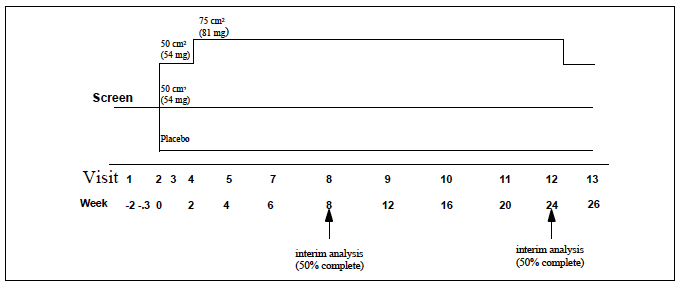 75 cm²
(81 mg)
50 cm²
(54 mg)
50 cm²
(54 mg)
Screen
Placebo
Visit 1 2 3 4 5 7 8 9 10 11 12 13
Week -2 -.3 0 2 4 6 8 12 16 20 24 26
interim analysis
(50% complete)
interim analysis
(50% complete)